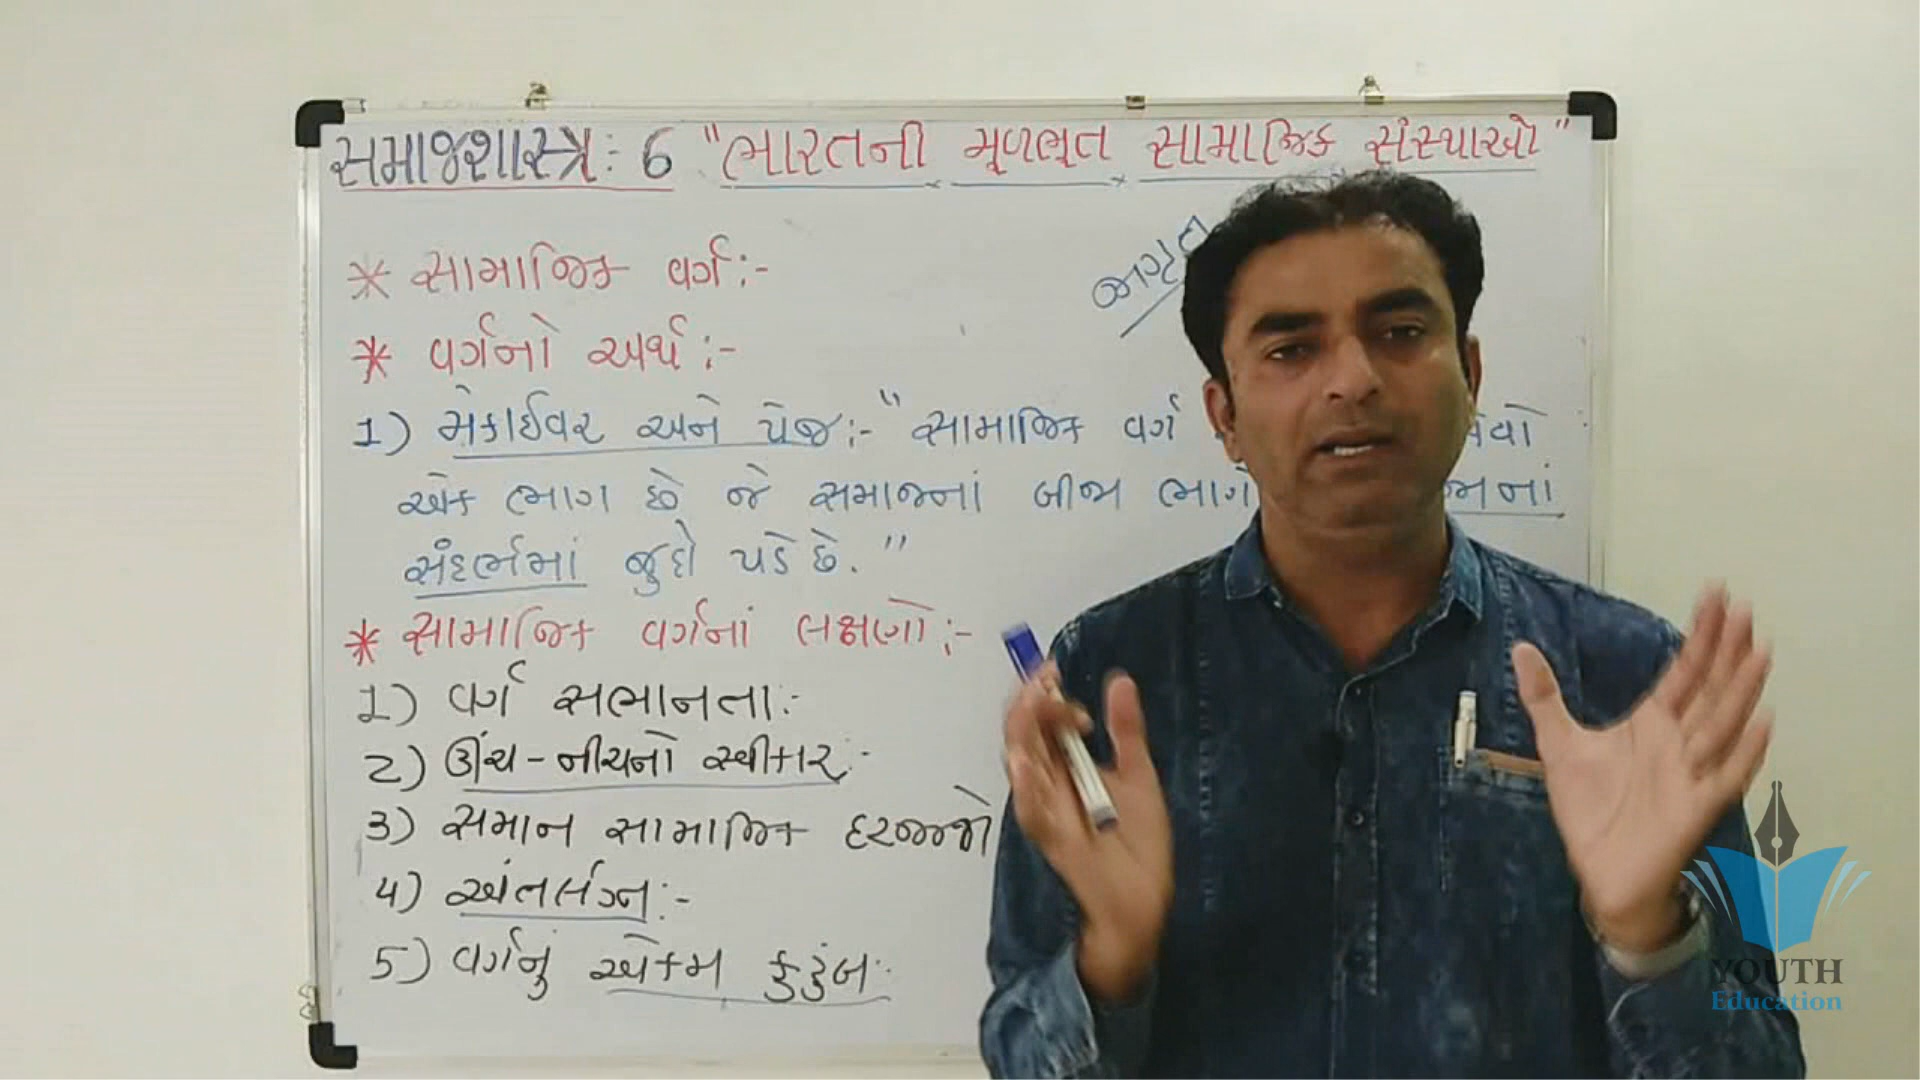 સમાજશાસ્ત્ર:- 6 "ભારતની મૂળભૂત સામાજિક સંસ્થાઓ"
* સામાજિક વર્ગ:-
* વર્ગનો અર્થ:-
1) મેકાઈવર અને પેજ:- "સામાજિક વર્ગ
એક ભાગ છે જે સમાજનાં બીજા
સંદર્ભમાં જુદો પડે છે."
* સામાજિક વર્ગનાં લક્ષણો:-
1) વર્ગ સભાનતા:-
2) ઊંચ-નીચનો સ્વીકાર:-
3) સમાન સામાજિક દરજ્જો
4) અંતર્લગ્ન:-
5) વર્ગનું એકમ કુટુંબ:-
YOUTH
Education